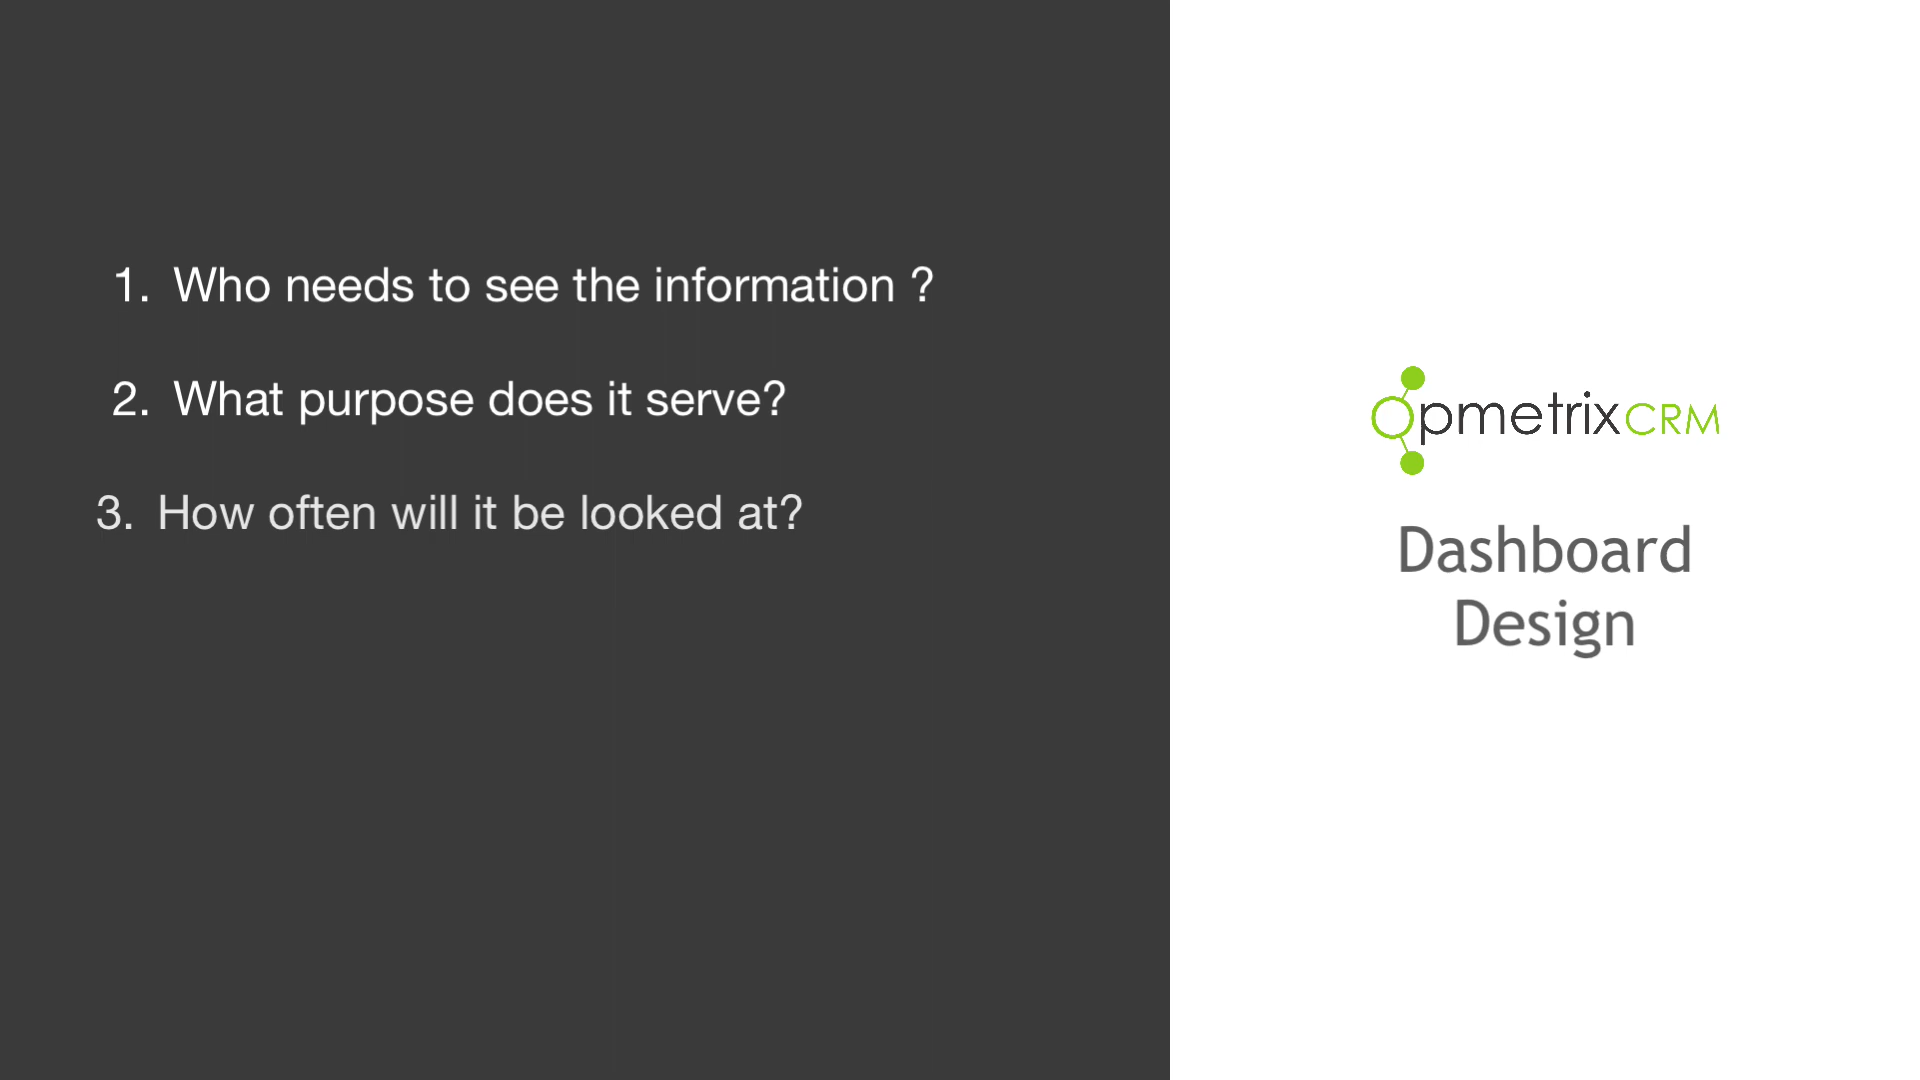 1. Who needs to see the information ?
2. What purpose does it serve?
3. How often will it be looked at?
OpmetrixCRM
Dashboard
Design